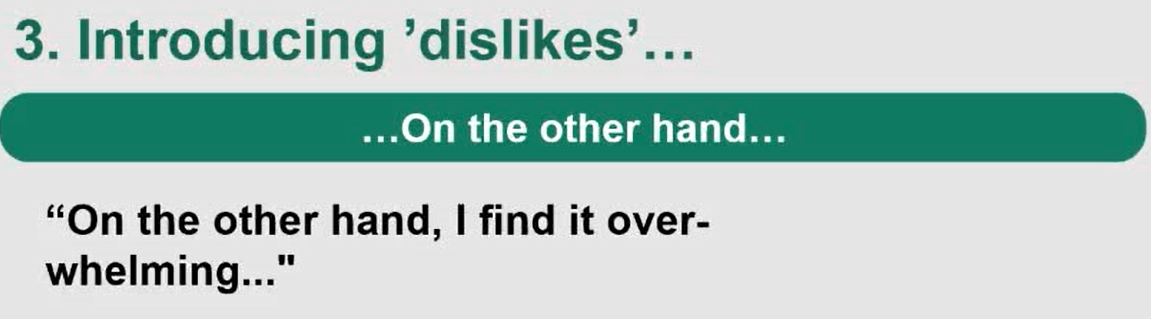 3. Introducing ’dislikes’...
...On the other hand...
“On the other hand, I find it over-
whelming..."